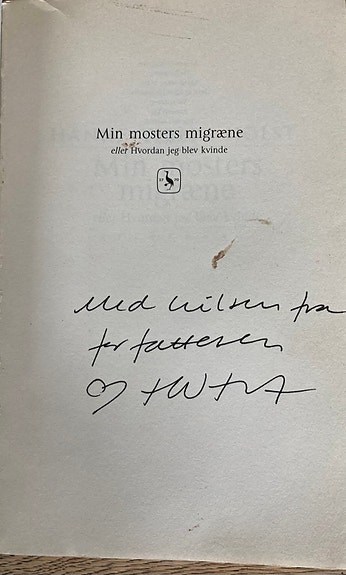 Min mosters migræne
eller Hvordan jeg blev kvinde
Med hilsen fra
forfatteren